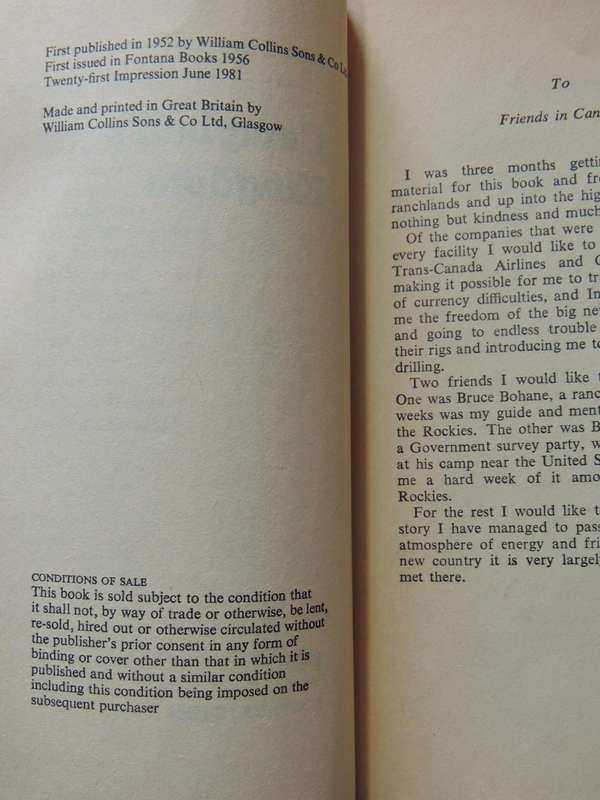 First published in 1952 by William Collins Sons & Co Ltd
First issued in Fontana Books 1956
Twenty-first Impression June 1981
Made and printed in Great Britain by
William Collins Sons & Co Ltd, Glasgow
CONDITIONS OF SALE
This book is sold subject to the condition that
it shall not, by way of trade or otherwise, be lent,
re-sold, hired out or otherwise circulated without
the publisher's prior consent in any form of
binding or cover other than that in which it is
published and without a similar condition
including this condition being imposed on the
subsequent purchaser
To
Friends in Can
I was three months getti
material for this book and fr
ranchlands and up into the hig
nothing but kindness and much
Of the companies that were
every facility I would like to
Trans-Canada Airlines and C
making it possible for me to tr
of currency difficulties, and In
me the freedom of the big ne
and going to endless trouble
their rigs and introducing me to
drilling.
Two friends I would like t
One was Bruce Bohane, a ranc
weeks was my guide and ment
the Rockies. The other was B
a Government survey party, w
at his camp near the United S
me a hard week of it amo
Rockies.
For the rest I would like t
story I have managed to pass
atmosphere of energy and fri
new country it is very largely
met there.